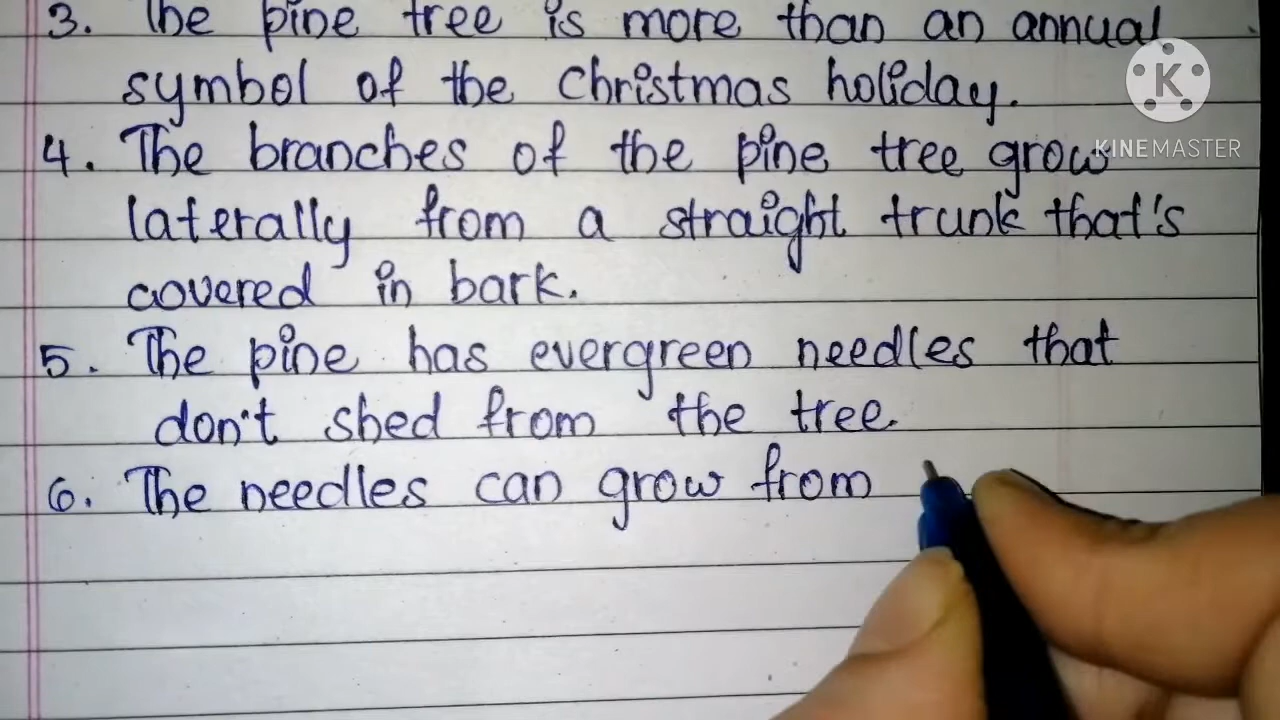 3. The pine tree is more than an annual
symbol of the Christmas holiday.
4. The branches of the pine tree grow
laterally from a straight trunk that's
covered in bark.
5. The pine has evergreen needles that
don't shed from the tree.
6. The needles can grow from
K
KINEMASTER